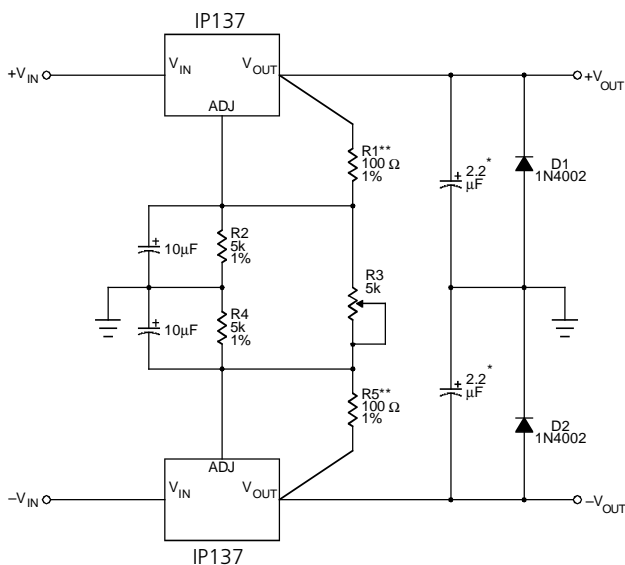 IP137
+VIN
VIN
VOUT
ADJ
+VOUT
R1**
100 Ω
1%
2.2*
µF
D1
1N4002
10µF
R2
5k
1%
R3
5k
10µF
R4
5k
1%
R5**
100 Ω
1%
2.2*
µF
D2
1N4002
ADJ
–VIN
VIN
VOUT
–VOUT
IP137